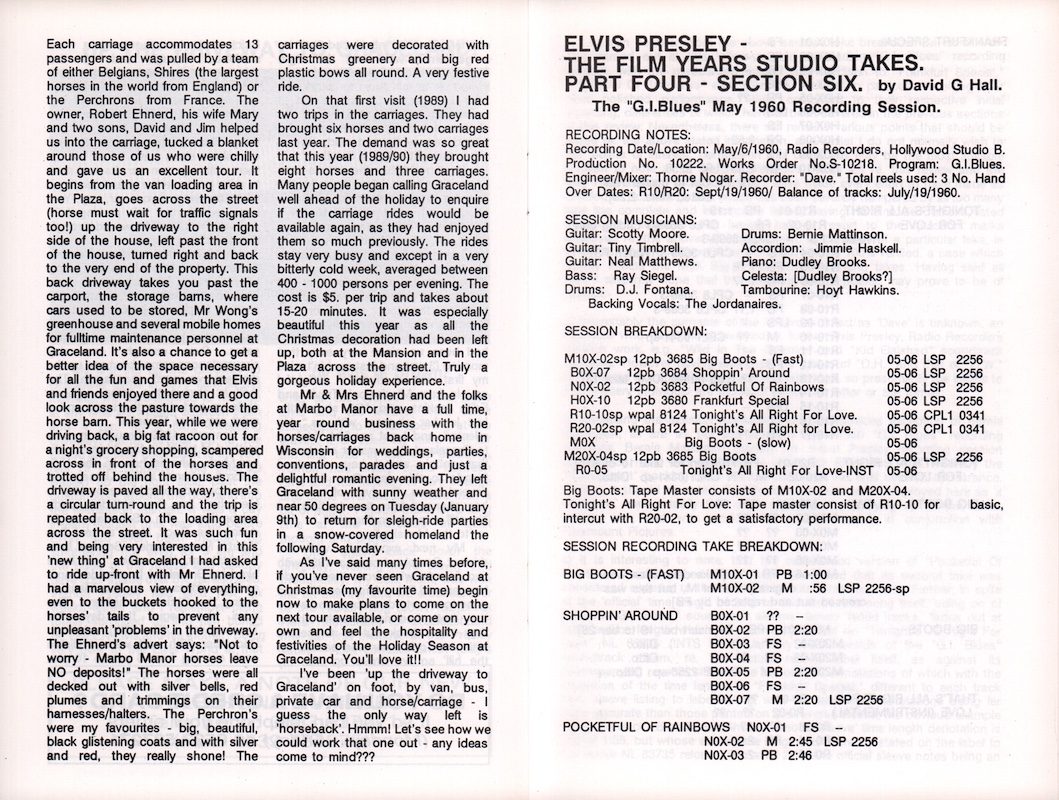 Each carriage accommodates 13
passengers and was pulled by a team
of either Belgians, Shires (the largest
horses in the world from England) or
the Perchrons from France. The
owner, Robert Ehnerd, his wife Mary
and two sons, David and Jim helped
us into the carriage, tucked a blanket
around those of us who were chilly
and gave us an excellent tour. It
begins from the van loading area in
the Plaza, goes across the street
(horse must wait for traffic signals
too!) up the driveway to the right
side of the house, left past the front
of the house, turned right and back
to the very end of the property. This
back driveway takes you past the
carport, the storage barns, where
cars used to be stored, Mr Wong's
greenhouse and several mobile homes
for fulltime maintenance personnel at
Graceland. It's also a chance to get a
better idea of the space necessary
for all the fun and games that Elvis
and friends enjoyed there and a good
look across the pasture towards the
horse barn. This year, while we were
driving back, a big fat racoon out for
a night's grocery shopping, scampered
across in front of the horses and
trotted off behind the houses. The
driveway is paved all the way, there's
a circular turn-round and the trip is
repeated back to the loading area
across the street. It was such fun
and being very interested in this
'new thing' at Graceland I had asked
to ride up-front with Mr Ehnerd. I
had a marvelous view of everything,
even to the buckets hooked to the
horses' tails to prevent any
unpleasant 'problems' in the driveway.
The Ehnerd's advert says: "Not to
worry - Marbo Manor horses leave
NO deposits!" The horses were all
decked out with silver bells, red
plumes and trimmings on their
harnesses/halters. The Perchron's
were my favourites - big, beautiful,
black glistening coats and with silver
and red, they really shone! The
carriages were decorated with
Christmas greenery and big red
plastic bows all round. A very festive
ride.
On that first visit (1989) I had
two trips in the carriages. They had
brought six horses and two carriages
last year. The demand was so great
that this year (1989/90) they brought
eight horses and three carriages.
Many people began calling Graceland
well ahead of the holiday to enquire
if the carriage rides would be
available again, as they had enjoyed
them so much previously. The rides
stay very busy and except in a very
bitterly cold week, averaged between
400 - 1000 persons per evening. The
cost is $5. per trip and takes about
15-20 minutes. It was especially
beautiful this year as all the
Christmas decoration had been left
up, both at the Mansion and in the
Plaza across the street. Truly a
gorgeous holiday experience.
Mr & Mrs Ehnerd and the folks
at Marbo Manor have a full time,
year round business with the
horses/carriages back home in
Wisconsin for weddings, parties,
conventions, parades and just a
delightful romantic evening. They left
Graceland with sunny weather and
near 50 degrees on Tuesday (January
9th) to return for sleigh-ride parties
in a snow-covered homeland the
following Saturday.
As I've said many times before,
if you've never seen Graceland at
Christmas (my favourite time) begin
now to make plans to come on the
next tour available, or come on your
own and feel the hospitality and
festivities of the Holiday Season at
Graceland. You'll love it!!
I've been 'up the driveway to
Graceland' on foot, by van, bus,
private car and horse/carriage - I
guess the only way left is
'horseback'. Hmmm! Let's see how we
could work that one out - any ideas
come to mind???
ELVIS PRESLEY -
THE FILM YEARS STUDIO TAKES.
PART FOUR - SECTION SIX. by David G Hall.
The "G.I.Blues" May 1960 Recording Session.
RECORDING NOTES:
Recording Date/Location: May/6/1960, Radio Recorders, Hollywood Studio B.
Production No. 10222. Works Order No.S-10218. Program: G.I.Blues.
Engineer/Mixer: Thorne Nogar. Recorder: "Dave." Total reels used: 3 No. Hand
Over Dates: R10/R20: Sept/19/1960/ Balance of tracks: July/19/1960.
SESSION MUSICIANS:
Guitar: Scotty Moore. Drums: Bernie Mattinson.
Guitar: Tiny Timbrell. Accordion: Jimmie Haskell.
Guitar: Neal Matthews. Piano: Dudley Brooks.
Bass: Ray Siegel. Celesta: [Dudley Brooks?]
Drums: D.J. Fontana. Tambourine: Hoyt Hawkins.
Backing Vocals: The Jordanaires.
SESSION BREAKDOWN:
M10X-02sp 12pb 3685 Big Boots - (Fast) 05-06 LSP 2256
B0X-07 12pb 3684 Shoppin' Around 05-06 LSP 2256
N0X-02 12pb 3683 Pocketful Of Rainbows 05-06 LSP 2256
H0X-10 12pb 3680 Frankfurt Special 05-06 LSP 2256
R10-10sp wpal 8124 Tonight's All Right For Love. 05-06 CPL1 0341
R20-02sp wpal 8124 Tonight's All Right for Love. 05-06 CPL1 0341
M0X Big Boots - (slow) 05-06
M20X-04sp 12pb 3685 Big Boots 05-06 LSP 2256
R0-05 Tonight's All Right For Love-INST 05-06
Big Boots: Tape Master consists of M10X-02 and M20X-04.
Tonight's All Right For Love: Tape master consist of R10-10 for basic,
intercut with R20-02, to get a satisfactory performance.
SESSION RECORDING TAKE BREAKDOWN:
BIG BOOTS - (FAST) M10X-01 PB 1:00
M10X-02 M :56 LSP 2256-sp
SHOPPIN' AROUND B0X-01 ?? --
B0X-02 PB 2:20
B0X-03 FS --
B0X-04 FS --
B0X-05 PB 2:20
B0X-06 FS --
B0X-07 M 2:20 LSP 2256
POCKETFUL OF RAINBOWS N0X-01 FS --
N0X-02 M 2:45 LSP 2256
N0X-03 PB 2:46